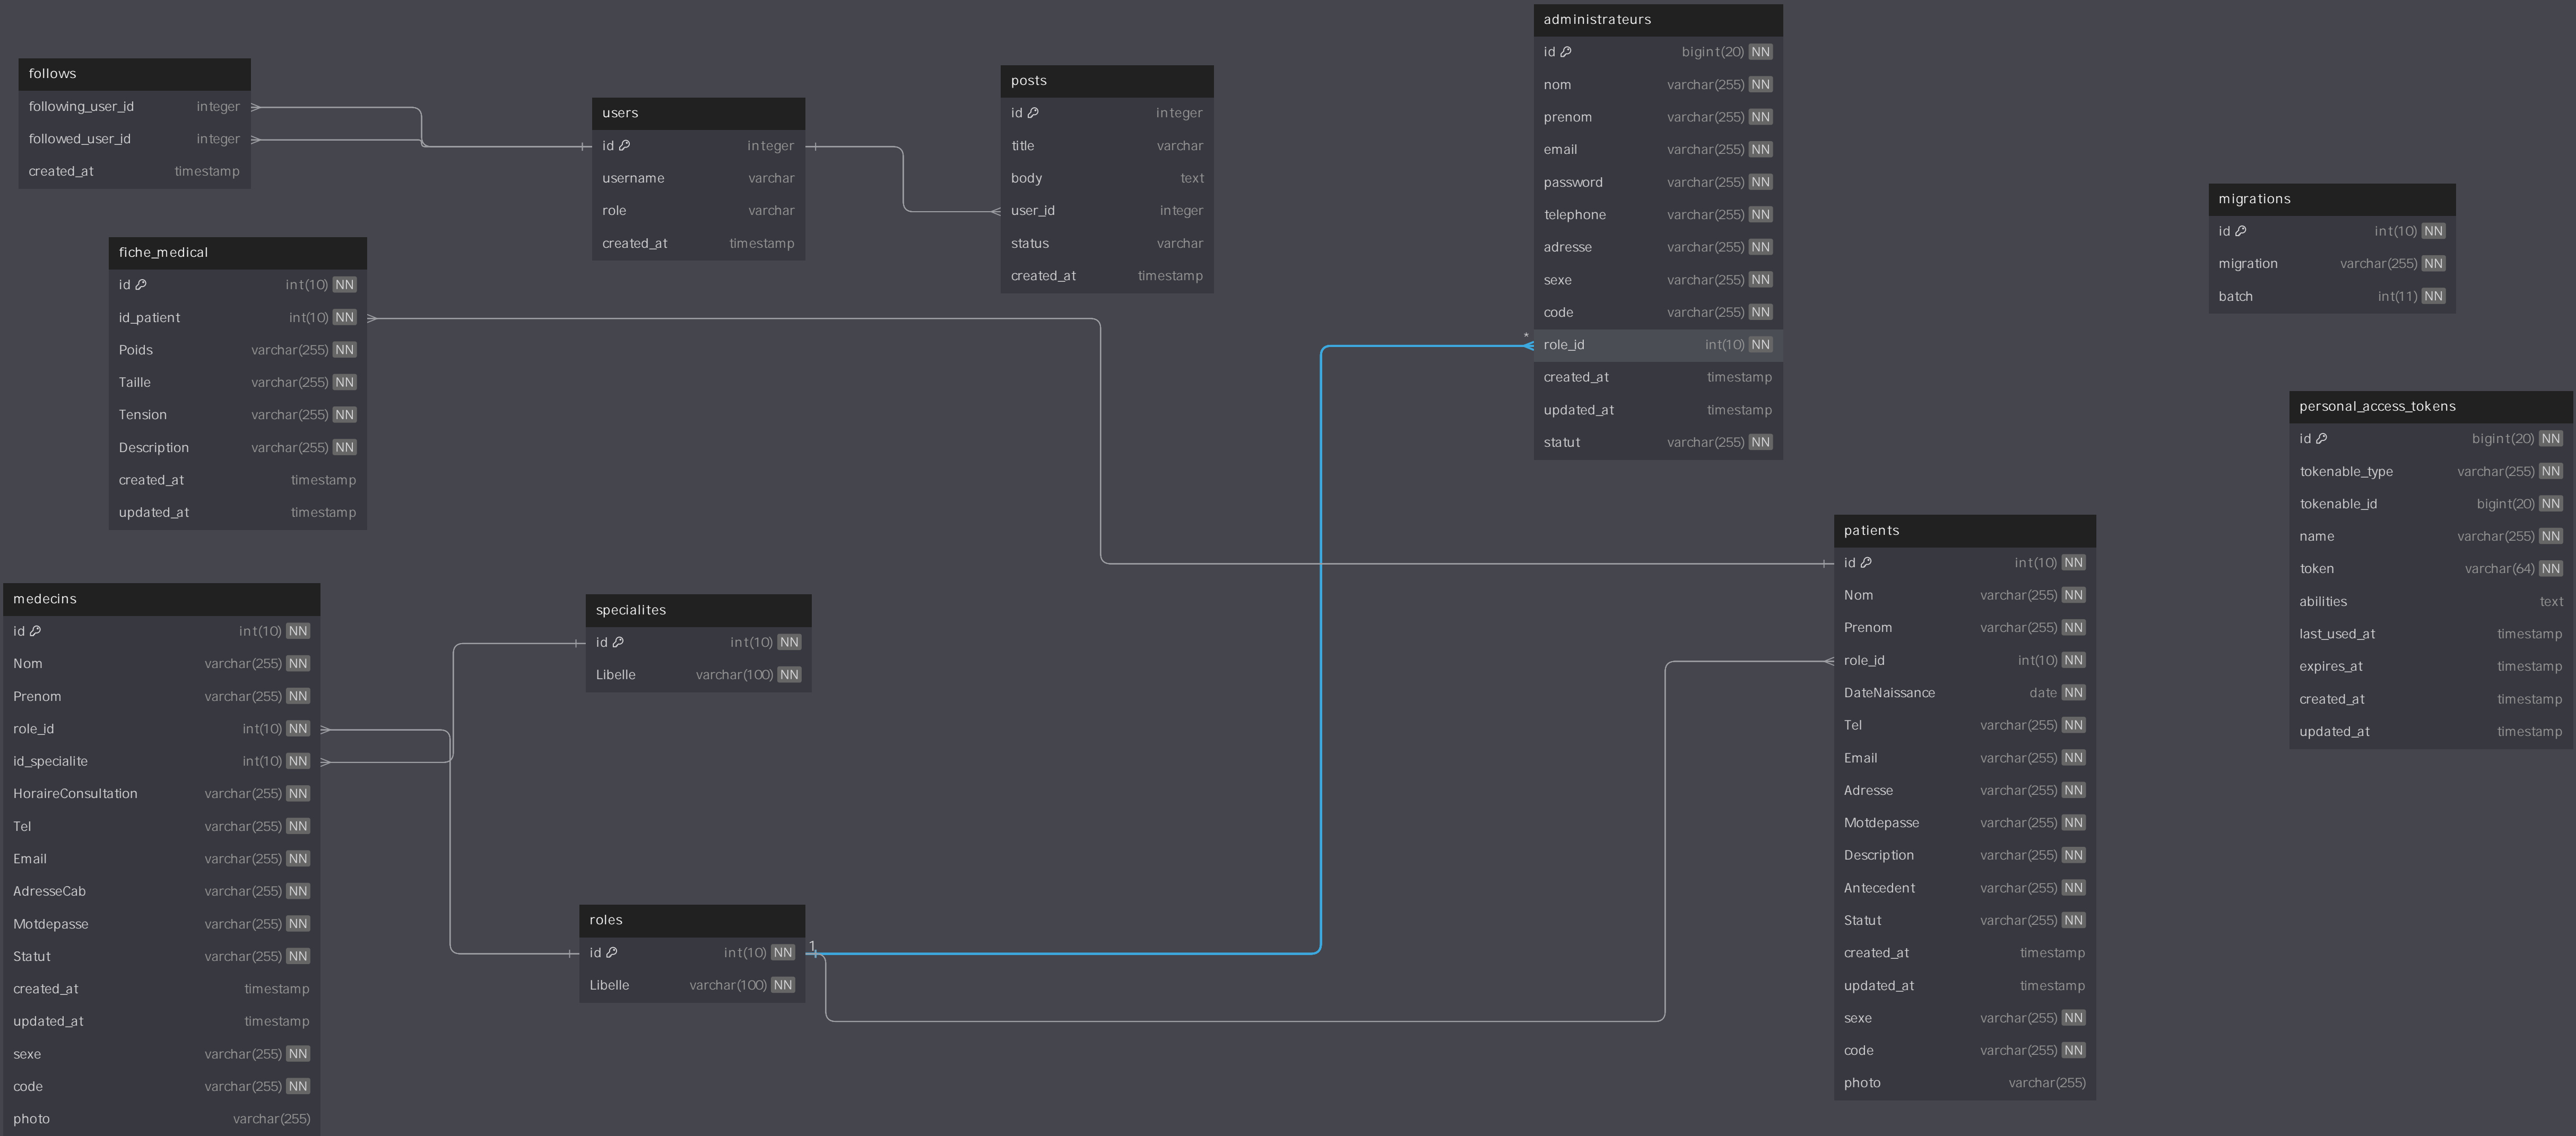 follows
following_user_id integer
followed_user_id integer
created_at timestamp
users
id integer
username varchar
role varchar
created_at timestamp
posts
id integer
title varchar
body text
user_id integer
status varchar
created_at timestamp
administrateurs
id bigint(20) NN
nom varchar(255) NN
prenom varchar(255) NN
email varchar(255) NN
password varchar(255) NN
telephone varchar(255) NN
adresse varchar(255) NN
sexe varchar(255) NN
code varchar(255) NN
* role_id int(10) NN
created_at timestamp
updated_at timestamp
statut varchar(255) NN
migrations
id int(10) NN
migration varchar(255) NN
batch int(11) NN
fiche_medical
id int(10) NN
id_patient int(10) NN
Poids varchar(255) NN
Taille varchar(255) NN
Tension varchar(255) NN
Description varchar(255) NN
created_at timestamp
updated_at timestamp
personal_access_tokens
id bigint(20) NN
tokenable_type varchar(255) NN
tokenable_id bigint(20) NN
name varchar(255) NN
token varchar(64) NN
abilities text
last_used_at timestamp
expires_at timestamp
created_at timestamp
updated_at timestamp
patients
id int(10) NN
Nom varchar(255) NN
Prenom varchar(255) NN
role_id int(10) NN
DateNaissance date NN
Tel varchar(255) NN
Email varchar(255) NN
Adresse varchar(255) NN
Motdepasse varchar(255) NN
Description varchar(255) NN
Antecedent varchar(255) NN
Statut varchar(255) NN
created_at timestamp
updated_at timestamp
sexe varchar(255) NN
code varchar(255) NN
photo varchar(255)
medecins
id int(10) NN
Nom varchar(255) NN
Prenom varchar(255) NN
role_id int(10) NN
id_specialite int(10) NN
HoraireConsultation varchar(255) NN
Tel varchar(255) NN
Email varchar(255) NN
AdresseCab varchar(255) NN
Motdepasse varchar(255) NN
Statut varchar(255) NN
created_at timestamp
updated_at timestamp
sexe varchar(255) NN
code varchar(255) NN
photo varchar(255)
specialites
id int(10) NN
Libelle varchar(100) NN
roles
id int(10) NN 1
Libelle varchar(100) NN